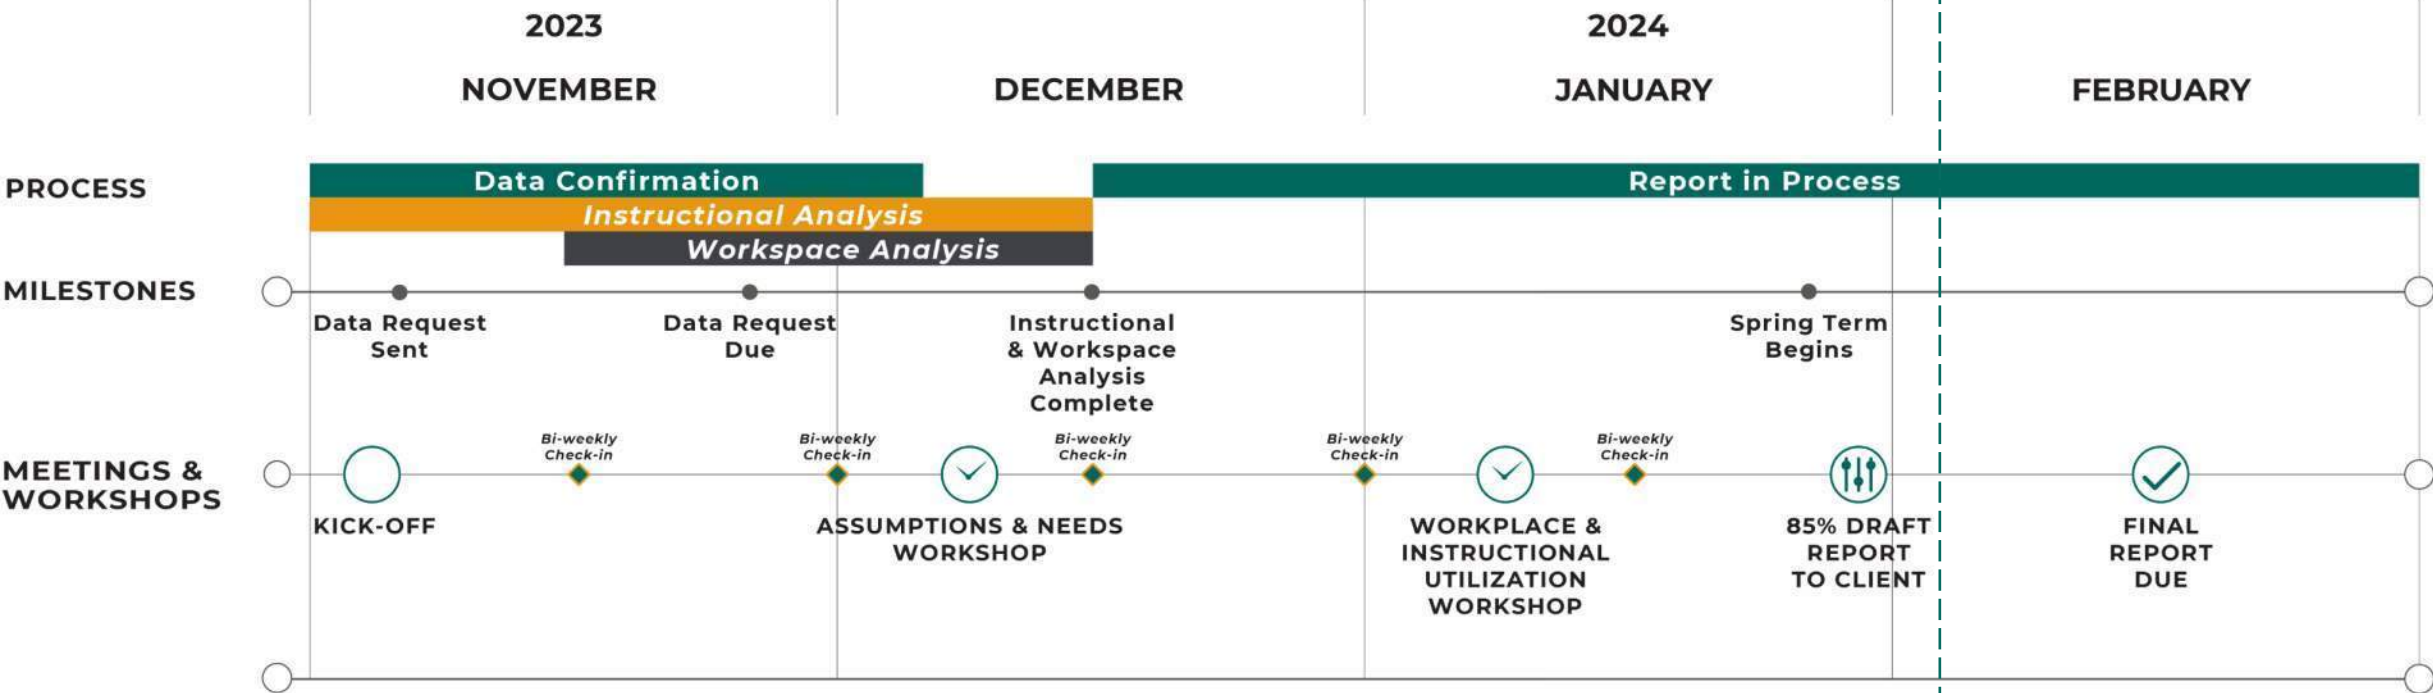 2023
2024
NOVEMBER
DECEMBER
JANUARY
FEBRUARY
PROCESS
Data Confirmation
Report in Process
Instructional Analysis
Workspace Analysis
MILESTONES
Data Request
Sent
Data Request
Due
Instructional
& Workspace
Analysis
Complete
Spring Term
Begins
MEETINGS &
WORKSHOPS
KICK-OFF
Bi-weekly
Check-in
Bi-weekly
Check-in
ASSUMPTIONS & NEEDS
WORKSHOP
Bi-weekly
Check-in
Bi-weekly
Check-in
WORKPLACE &
INSTRUCTIONAL
UTILIZATION
WORKSHOP
Bi-weekly
Check-in
85% DRAFT
REPORT
TO CLIENT
FINAL
REPORT
DUE